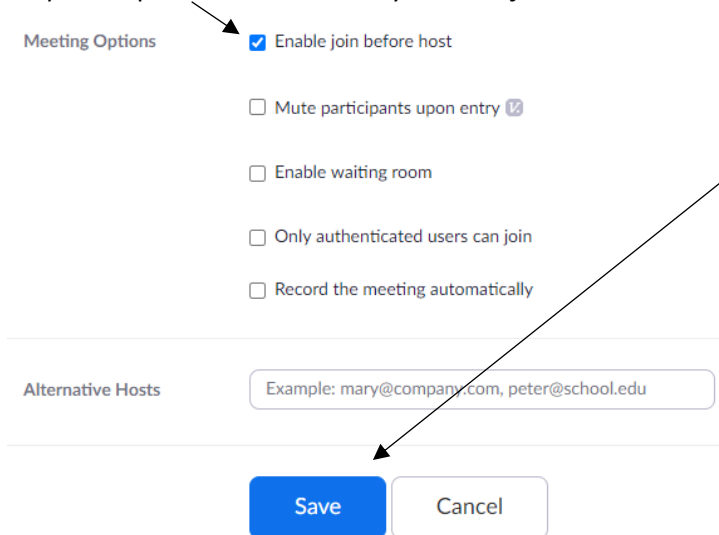 Meeting Options Enable join before host
Mute participants upon entry
Enable waiting room
Only authenticated users can join
Record the meeting automatically
Alternative Hosts Example: mary@company.com, peter@school.edu
Save Cancel